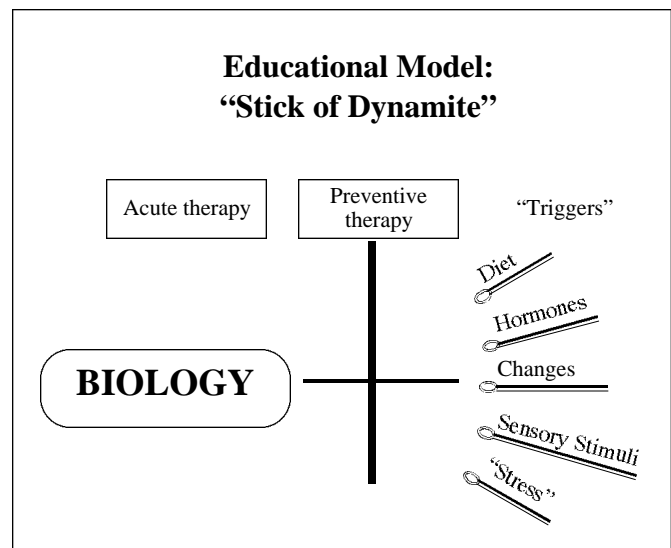 Educational Model:
“Stick of Dynamite”
Acute therapy
Preventive
therapy
“Triggers”
Diet
Hormones
BIOLOGY
Changes
Sensory Stimuli
“Stress”